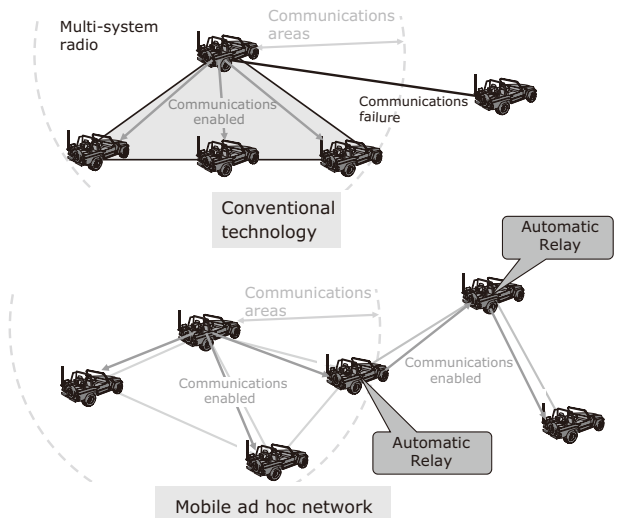 Multi-system
radio
Communications
areas
Communications
enabled
Communications
failure
Conventional
technology
Automatic
Relay
Communications
areas
Communications
enabled
Communications
enabled
Automatic
Relay
Mobile ad hoc network